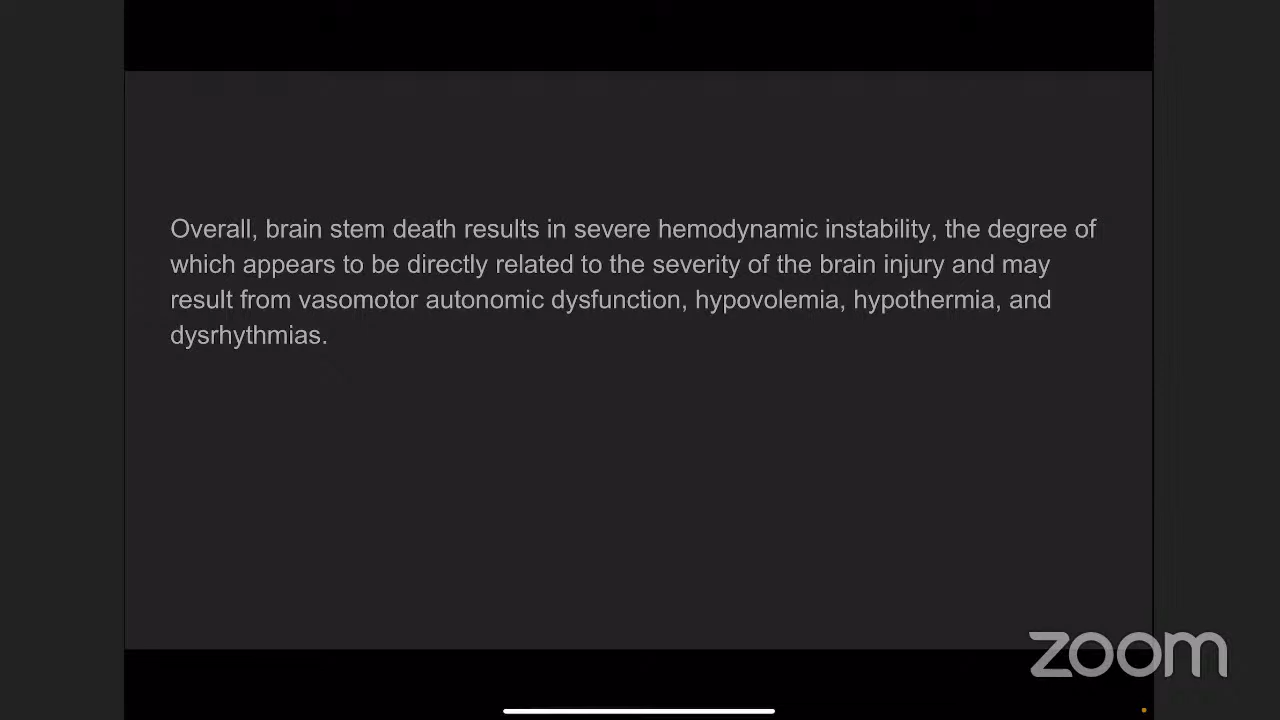 Overall, brain stem death results in severe hemodynamic instability, the degree of
which appears to be directly related to the severity of the brain injury and may
result from vasomotor autonomic dysfunction, hypovolemia, hypothermia, and
dysrhythmias.
zoom